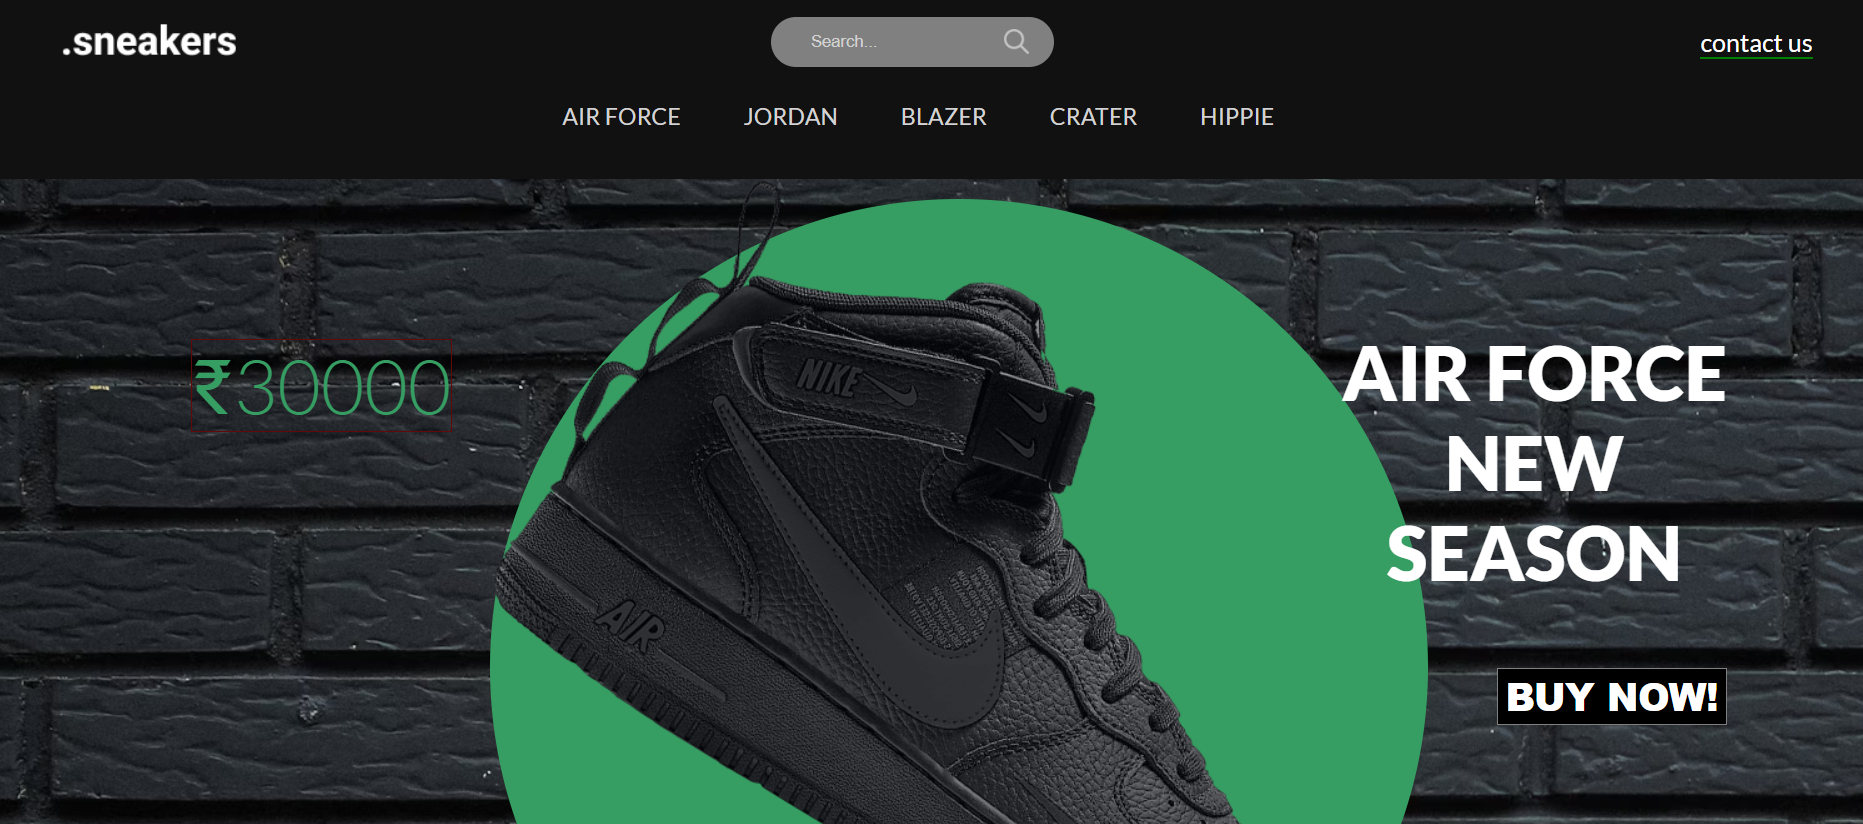 .sneakers
Search...
contact us
AIR FORCE
JORDAN
BLAZER
CRATER
HIPPIE
₹30000
NIKE
AIR
AIR FORCE
NEW
SEASON
BUY NOW!